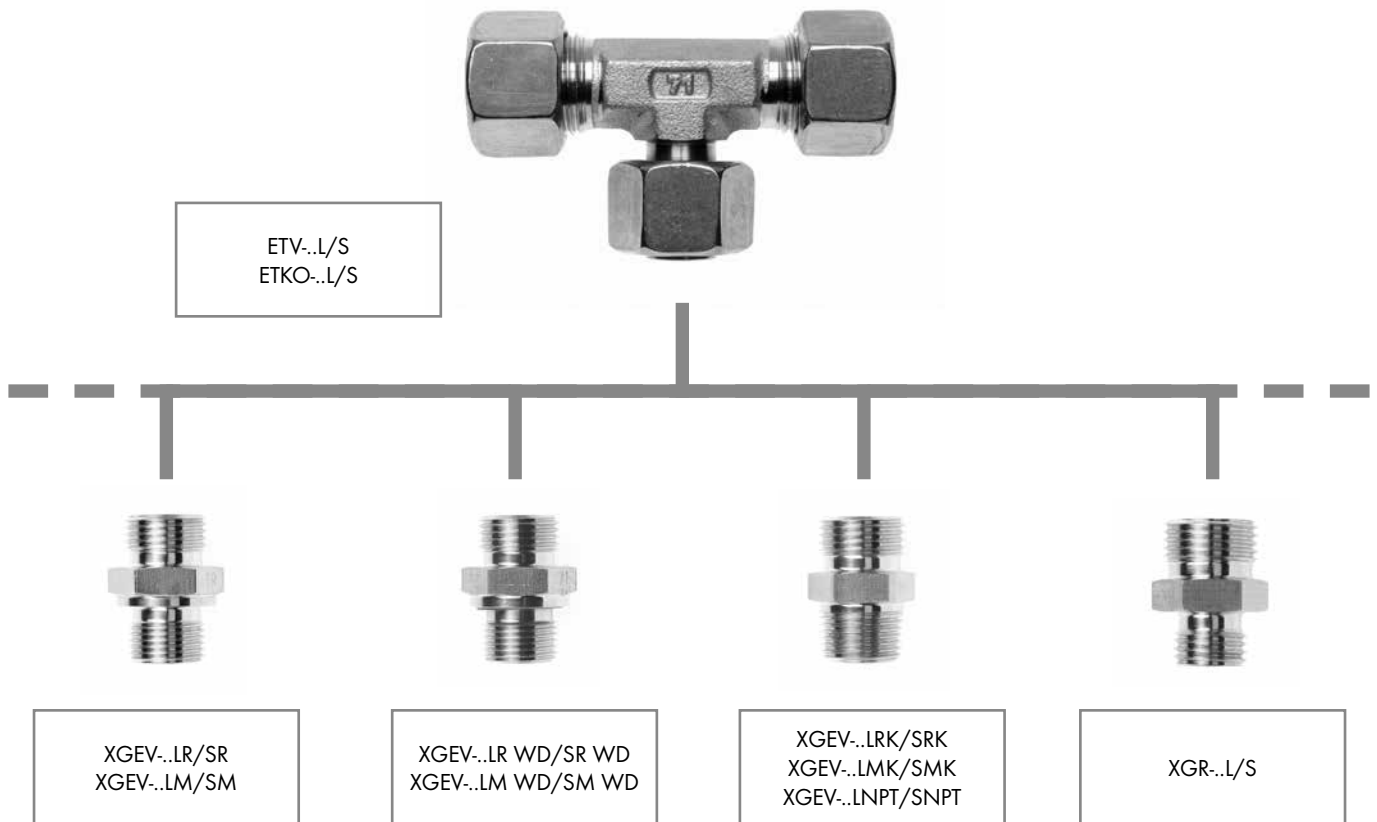 71
ETV-..L/S
ETKO-..L/S
XGEV-..LR/SR
XGEV-..LM/SM
XGEV-..LR WD/SR WD
XGEV-..LM WD/SM WD
XGEV-..LRK/SRK
XGEV-..LMK/SMK
XGEV-..LNPT/SNPT
XGR-..L/S